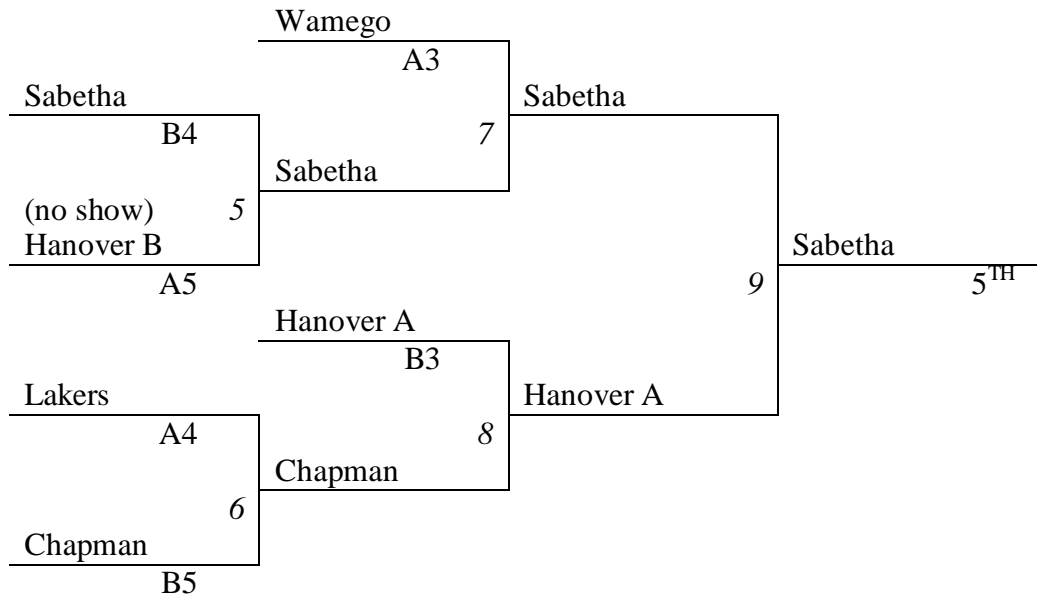 Wamego
A3
Sabetha
Sabetha
B4
7
Sabetha
(no show)
5
Hanover B
Sabetha
A5
9
5TH
Hanover A
B3
Lakers
Hanover A
A4
8
Chapman
6
Chapman
B5